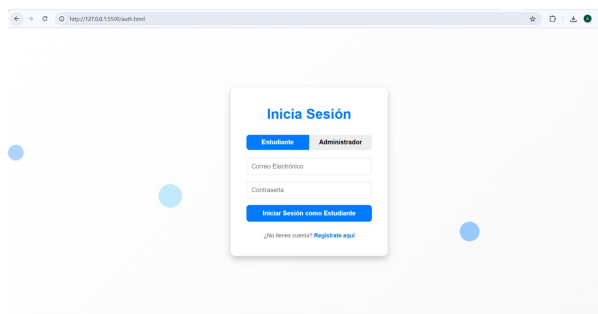 http://127.0.0.1:5500/auth.html
Inicia Sesión
Estudiante Administrador
Correo Electrónico
Contraseña
Iniciar Sesión como Estudiante
¿No tienes cuenta? Regístrate aquí